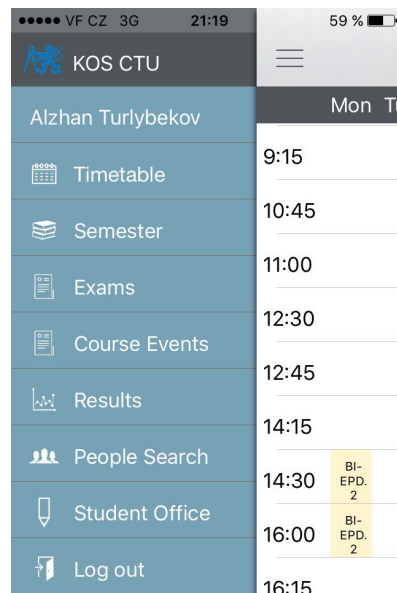 VF CZ 3G 21:19 59 %
KOS CTU
Alzhan Turlybekov
Timetable
Semester
Exams
Course Events
Results
People Search
Student Office
Log out
Mon
9:15
10:45
11:00
12:30
12:45
14:15
14:30
BI-
EPD.
2
16:00
BI-
EPD.
2
16:15